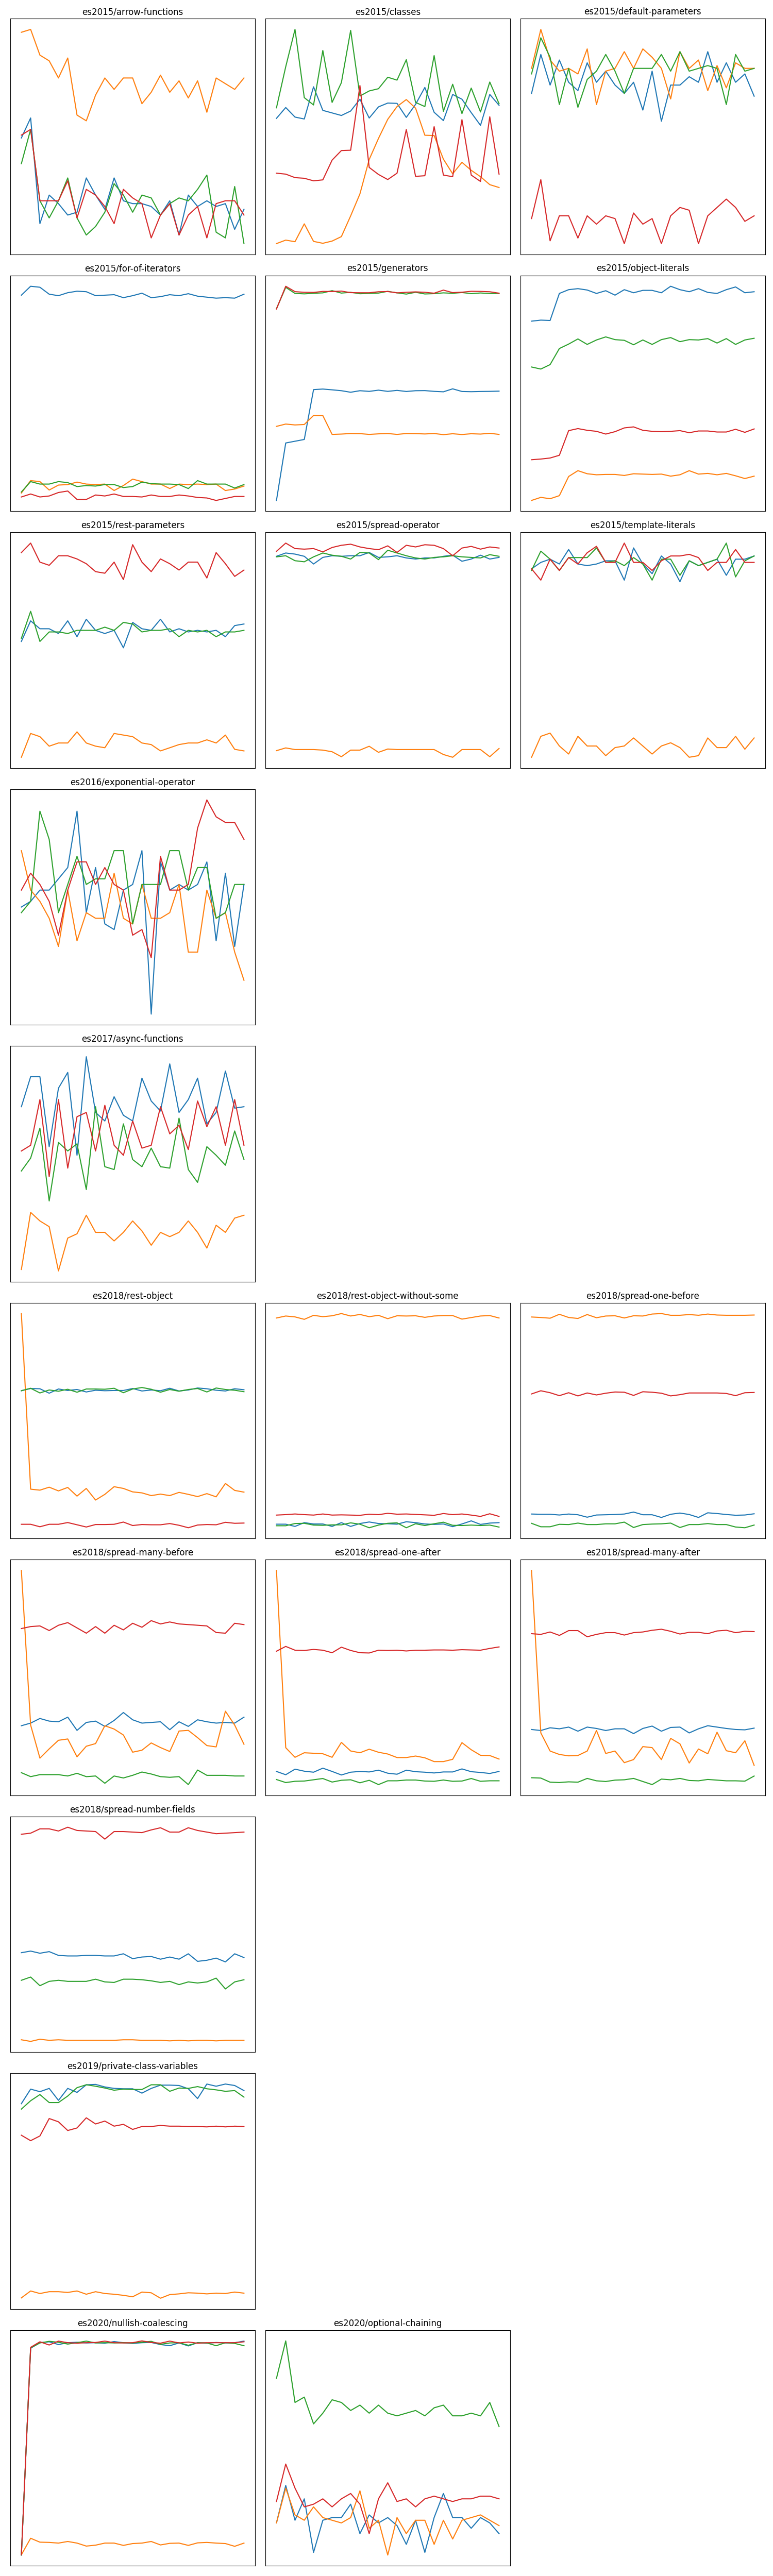 es2015/arrow-functions
es2015/classes
es2015/default-parameters
es2015/for-of-iterators
es2015/generators
es2015/object-literals
es2015/rest-parameters
es2015/spread-operator
es2015/template-literals
es2016/exponential-operator
es2017/async-functions
es2018/rest-object
es2018/rest-object-without-some
es2018/spread-one-before
es2018/spread-many-before
es2018/spread-one-after
es2018/spread-many-after
es2018/spread-number-fields
es2019/private-class-variables
es2020/nullish-coalescing
es2020/optional-chaining